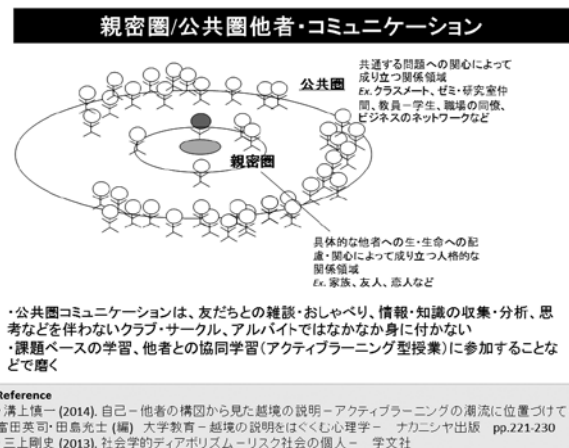 親密圏/公共圏他者・コミュニケーション
公共圏
共通する問題への関心によって
成り立つ関係領域
Ex. クラスメート、ゼミ・研究室仲
間、教員ー学生、職場の同僚、
ビジネスのネットワークなど
親密圏
具体的な他者への生・生命への配
慮・関心によって成り立つ人格的な
関係領域
Ex. 家族、友人、恋人など
・公共圏コミュニケーションは、友だちとの雑談・おしゃべり、情報・知識の収集・分析、思
考などを伴わないクラブ・サークル、アルバイトではなかなか身に付かない
・課題ベースの学習、他者との協同学習(アクティブラーニング型授業)に参加することな
どで磨く
Reference
・溝上慎一 (2014). 自己－他者の構図から見た越境の説明－アクティブラーニングの潮流に位置づけて
富田英司・田島充士 (編) 大学教育－越境の説明をはぐくむ心理学－ ナカニシヤ出版 pp.221-230
・三上剛史 (2013). 社会学的ディアボリズム－リスク社会の個人－ 学文社